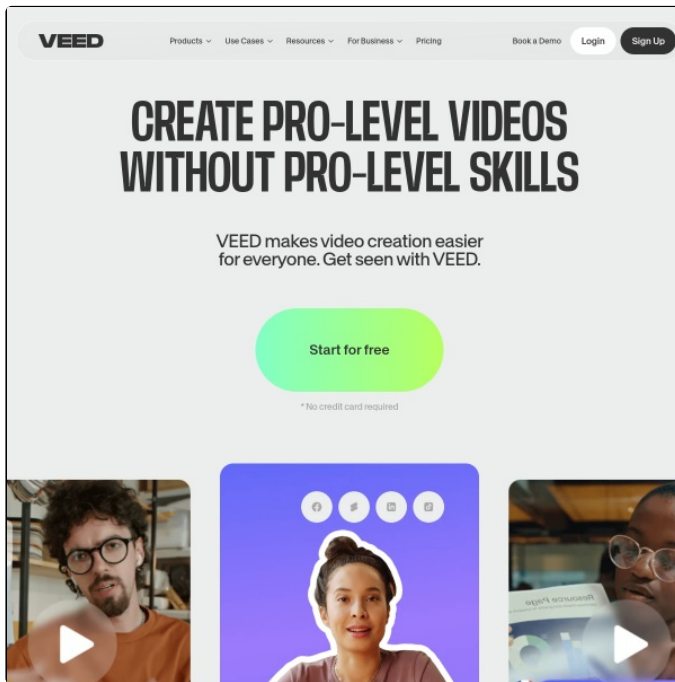 VEED
Products Use Cases Resources For Business Pricing Book a Demo Login Sign Up
CREATE PRO-LEVEL VIDEOS
WITHOUT PRO-LEVEL SKILLS
VEED makes video creation easier
for everyone. Get seen with VEED.
Start for free
* No credit card required
in
Resource Page